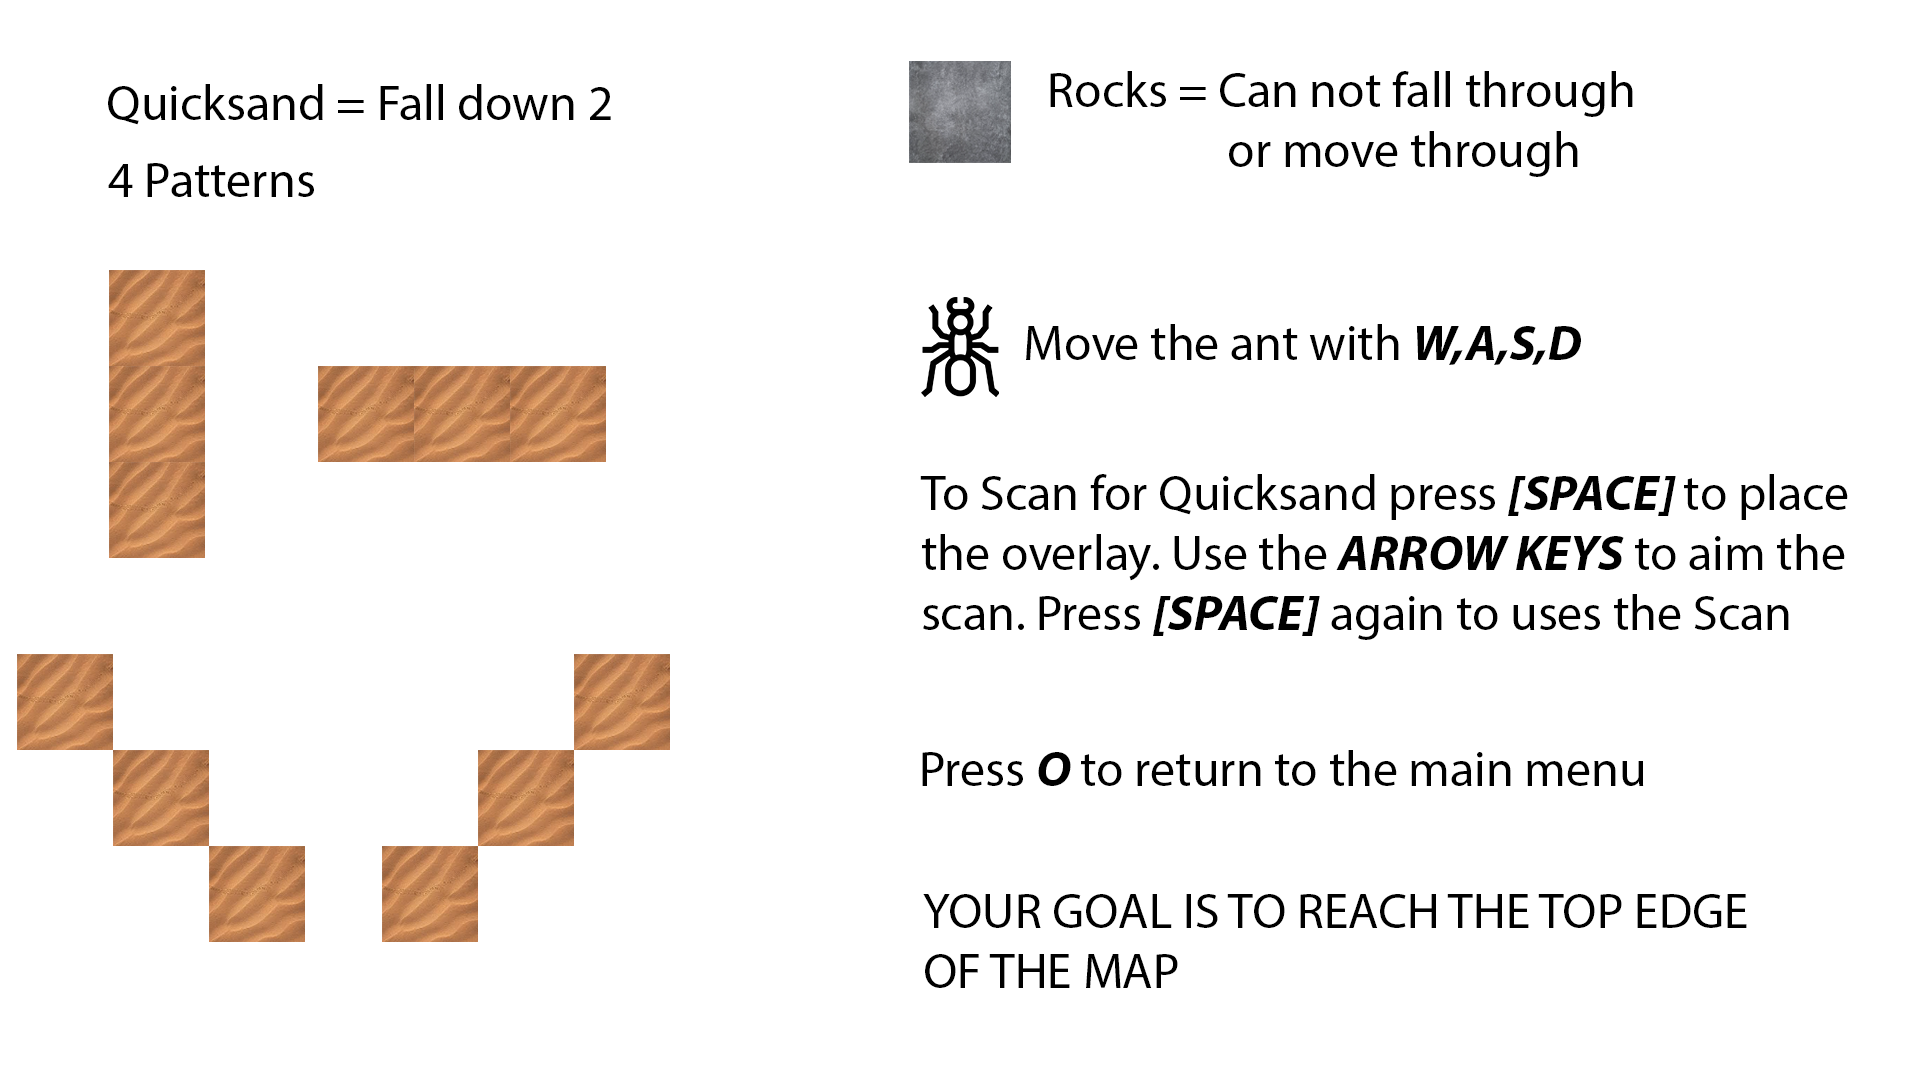 Quicksand = Fall down 2
4 Patterns
Rocks = Can not fall through
or move through
Move the ant with W,A,S,D
To Scan for Quicksand press [SPACE] to place
the overlay. Use the ARROW KEYS to aim the
scan. Press [SPACE] again to uses the Scan
Press O to return to the main menu
YOUR GOAL IS TO REACH THE TOP EDGE
OF THE MAP